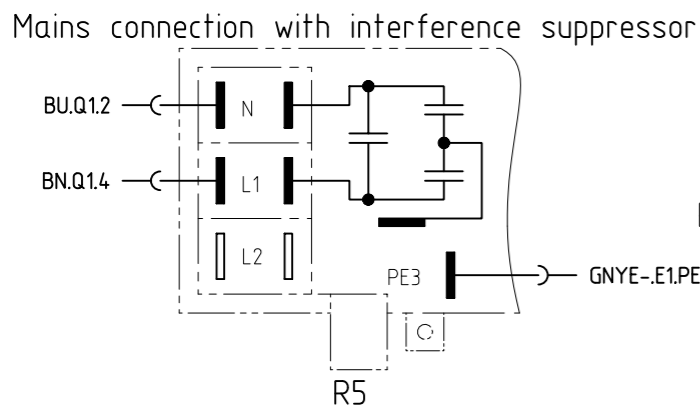 Mains connection with interference suppressor
BU.Q1.2
N
BN.Q1.4
L1
L2
PE3
GNYE-.E1.PE
R5